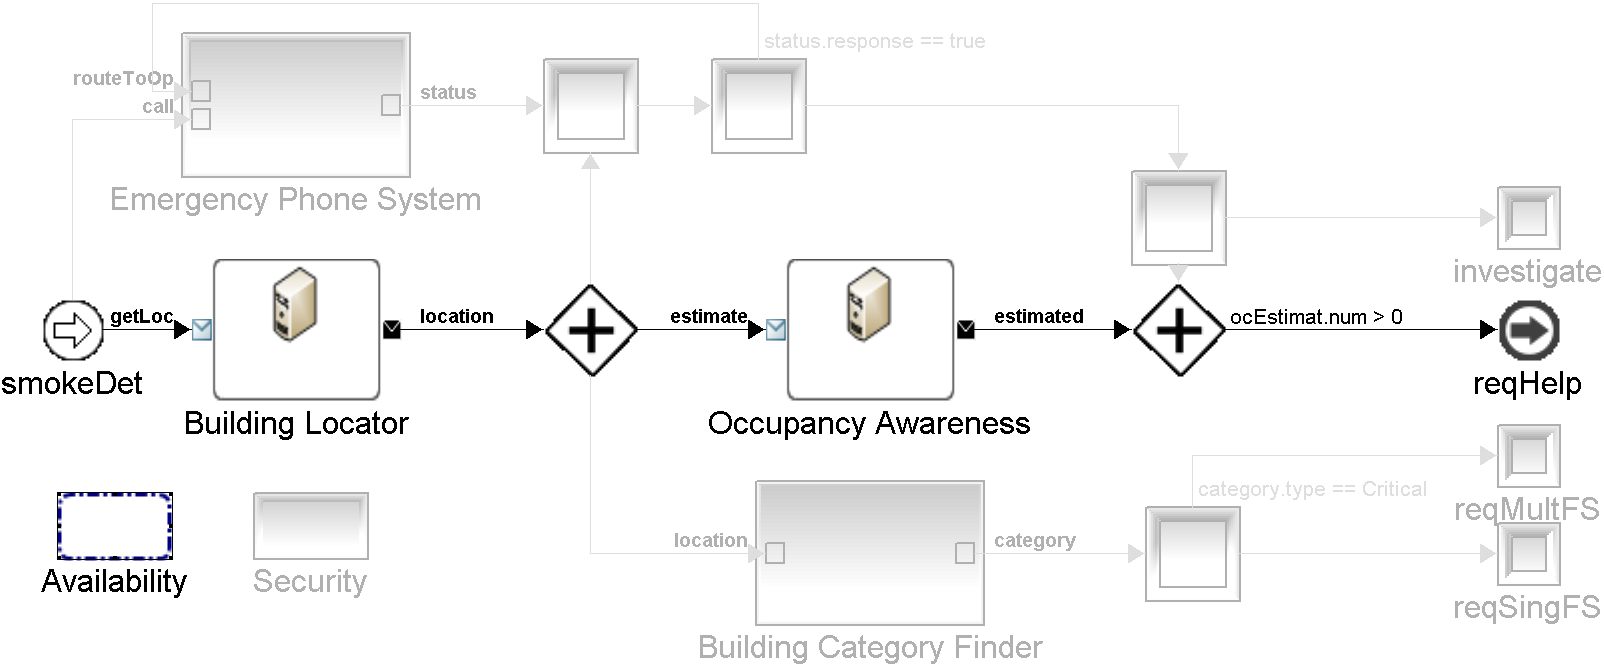 status.response == true
routeToOp
call
status
Emergency Phone System
investigate
getLoc
location
estimate
estimated
ocEstimat.num > 0
smokeDet
reqHelp
Building Locator
Occupancy Awareness
category.type == Critical
reqMultFS
location
category
Availability
Security
reqSingFS
Building Category Finder